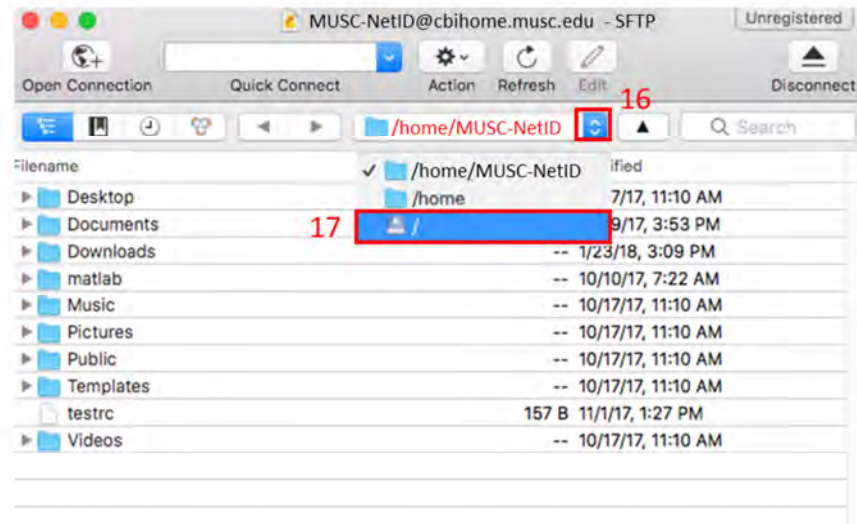 MUSC-NetID@cbihome.musc.edu - SFTP
Unregistered
Open Connection
Quick Connect
Action
Refresh
Edit
Disconnect
16
/home/MUSC-NetID
Search
Filename
ified
/home/MUSC-NetID
/home
17
/
Desktop 7/17, 11:10 AM
Documents 9/17, 3:53 PM
Downloads -- 1/23/18, 3:09 PM
matlab -- 10/10/17, 7:22 AM
Music -- 10/17/17, 11:10 AM
Pictures -- 10/17/17, 11:10 AM
Public -- 10/17/17, 11:10 AM
Templates -- 10/17/17, 11:10 AM
testrc 157 B 11/1/17, 1:27 PM
Videos -- 10/17/17, 11:10 AM